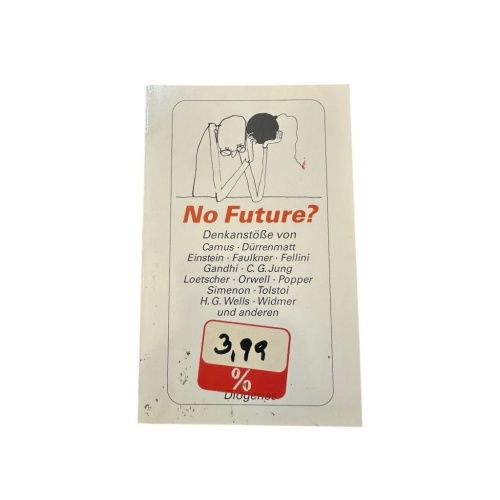 No Future?
Denkanstöße von
Camus · Dürrenmatt
Einstein · Faulkner · Fellini
Gandhi · C. G. Jung
Loetscher · Orwell · Popper
Simenon · Tolstoi
H. G. Wells · Widmer
und anderen
3,99
%
Diogenes